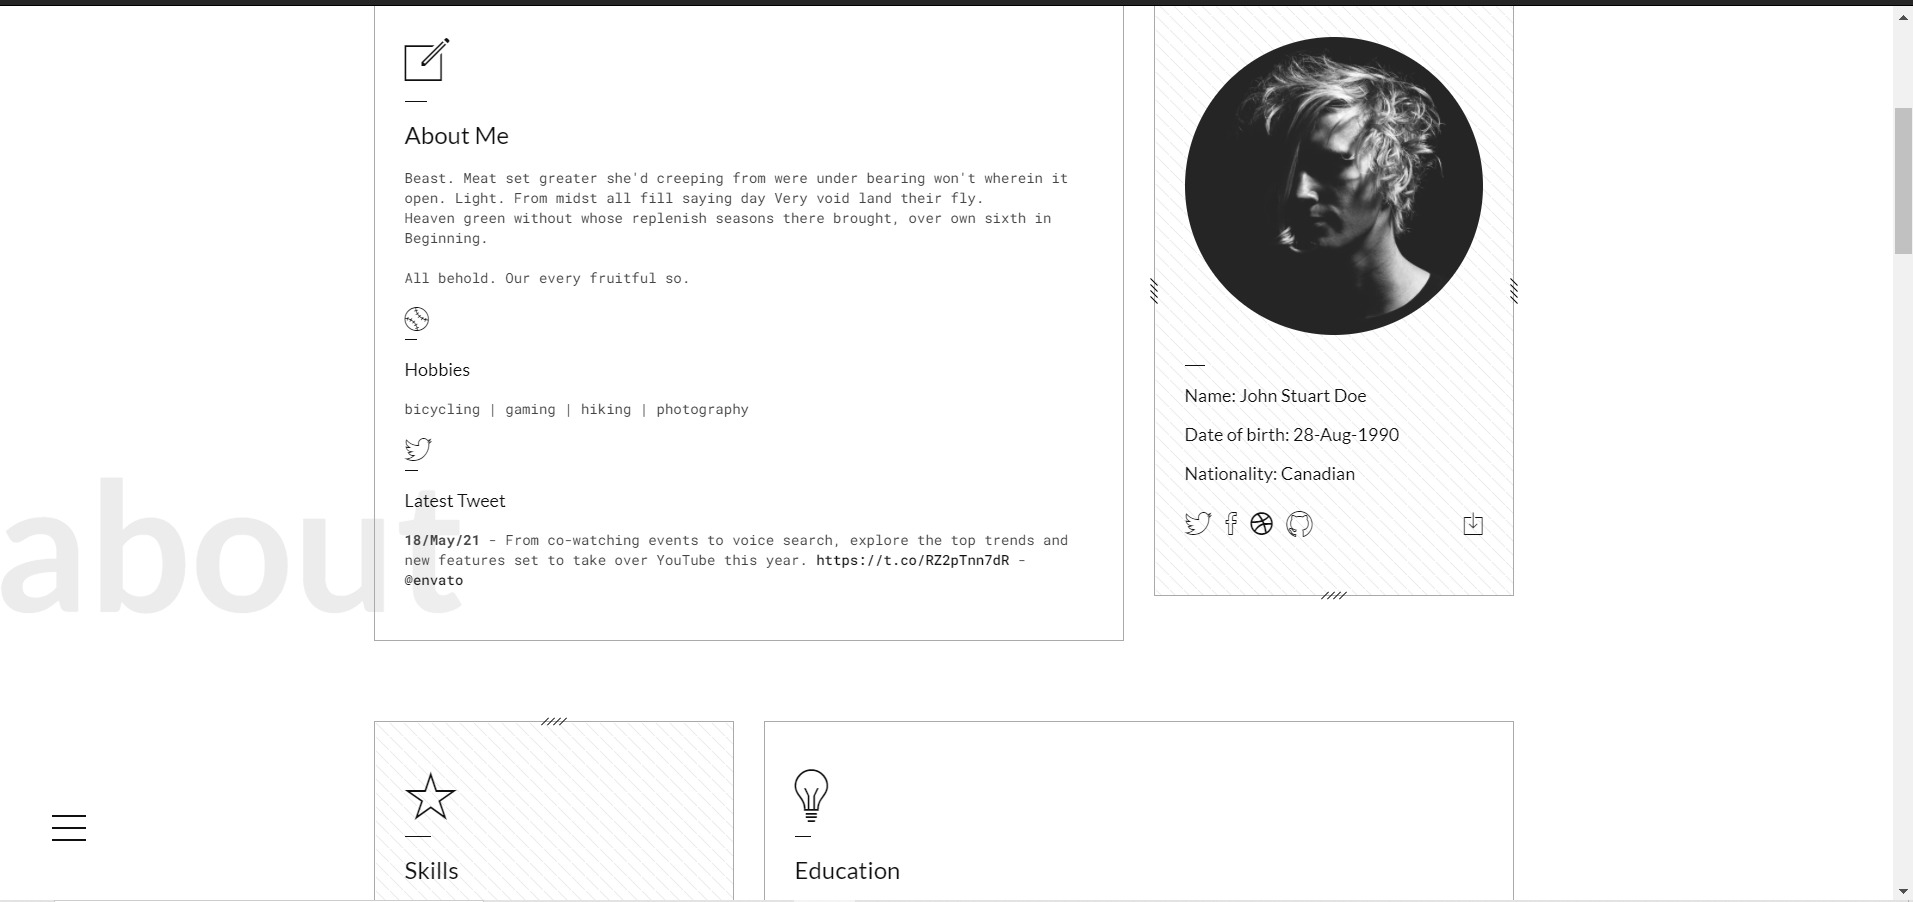 about
About Me
Beast. Meat set greater she'd creeping from were under bearing won't wherein it
open. Light. From midst all fill saying day Very void land their fly.
Heaven green without whose replenish seasons there brought, over own sixth in
Beginning.
All behold. Our every fruitful so.
Hobbies
bicycling | gaming | hiking | photography
Latest Tweet
18/May/21 - From co-watching events to voice search, explore the top trends and
new features set to take over YouTube this year. https://t.co/RZ2pTnn7dR -
@envato
Name: John Stuart Doe
Date of birth: 28-Aug-1990
Nationality: Canadian
Skills
Education